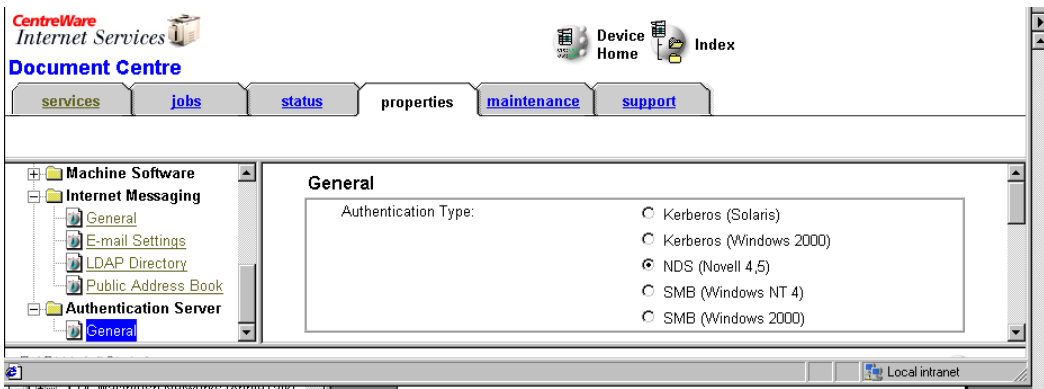 CentreWare
Internet Services
Document Centre
Device Home
Index
services
jobs
status
properties
maintenance
support
Machine Software
Internet Messaging
General
E-mail Settings
LDAP Directory
Public Address Book
Authentication Server
General
General
Authentication Type:
Kerberos (Solaris)
Kerberos (Windows 2000)
NDS (Novell 4,5)
SMB (Windows NT 4)
SMB (Windows 2000)
Local intranet